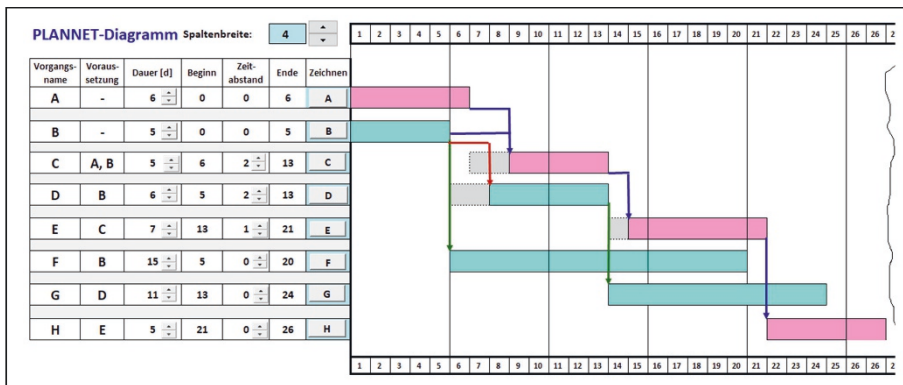 PLANNET-Diagramm Spaltenbreite: 4
1 2 3 4 5 6 7 8 9 10 11 12 13 14 15 16 17 18 19 20 21 22 23 24 25 26 26 2
Vorgangs-name Voraus-setzung Dauer [d] Beginn Zeit-abstand Ende Zeichnen
A - 6 0 0 6 A
B - 5 0 0 5 B
C A, B 5 6 2 13 C
D B 6 5 2 13 D
E C 7 13 1 21 E
F B 15 5 0 20 F
G D 11 13 0 24 G
H E 5 21 0 26 H
1 2 3 4 5 6 7 8 9 10 11 12 13 14 15 16 17 18 19 20 21 22 23 24 25 26 26 2